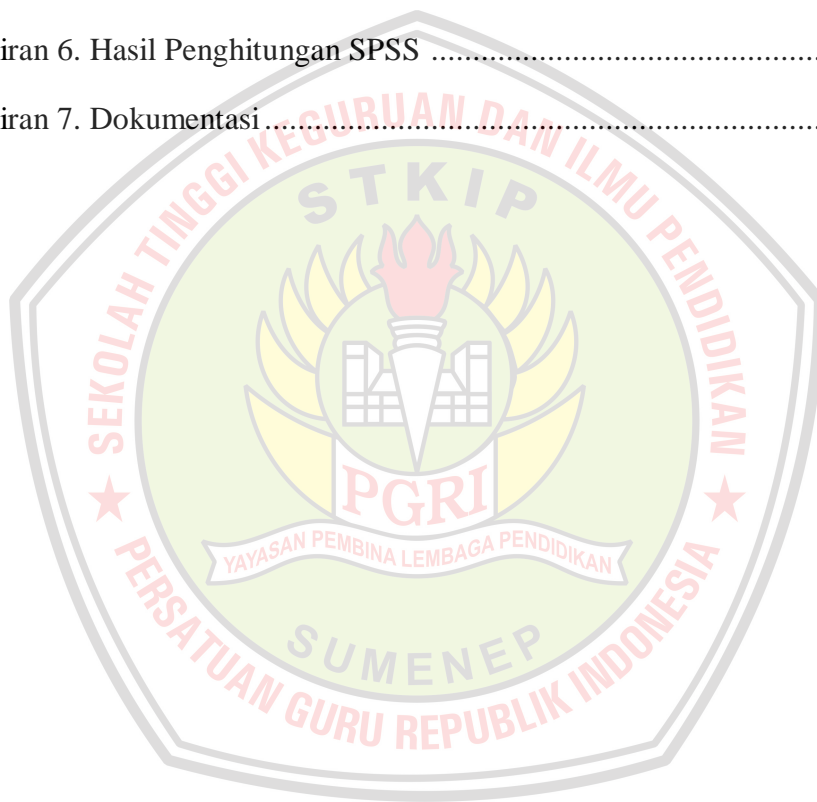 iran 6. Hasil Penghitungan SPSS ................................................
iran 7. Dokumentasi ................................................................
SEKOLAH TINGGI KEGURUAN DAN ILMU PENDIDIKAN
STKIP
PGRI
YAYASAN PEMBINA LEMBAGA PENDIDIKAN
SUMENEP
★ PERSATUAN GURU REPUBLIK INDONESIA ★